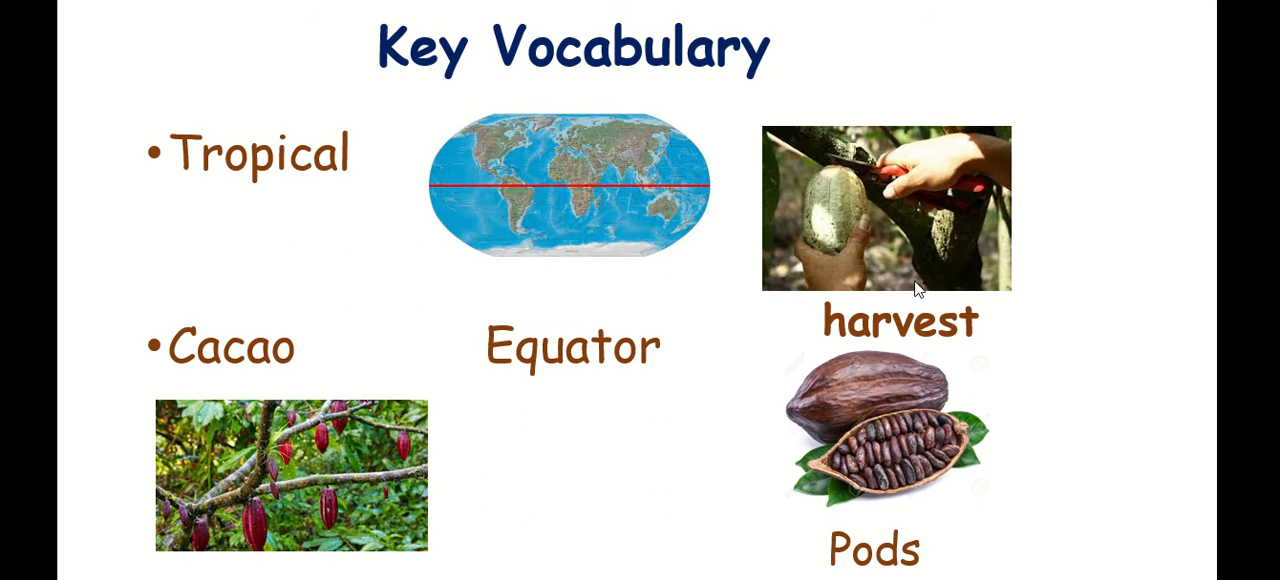 Key Vocabulary
• Tropical
harvest
• Cacao
Equator
Pods